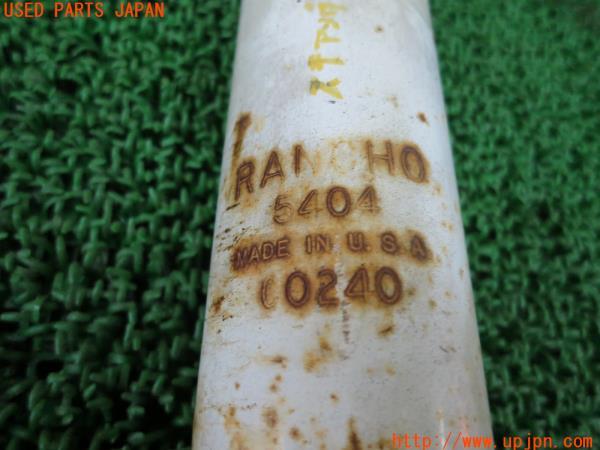 USED PARTS JAPAN
RANCHO
5404
MADE IN U.S.A
00240
http://www.upjpn.com/